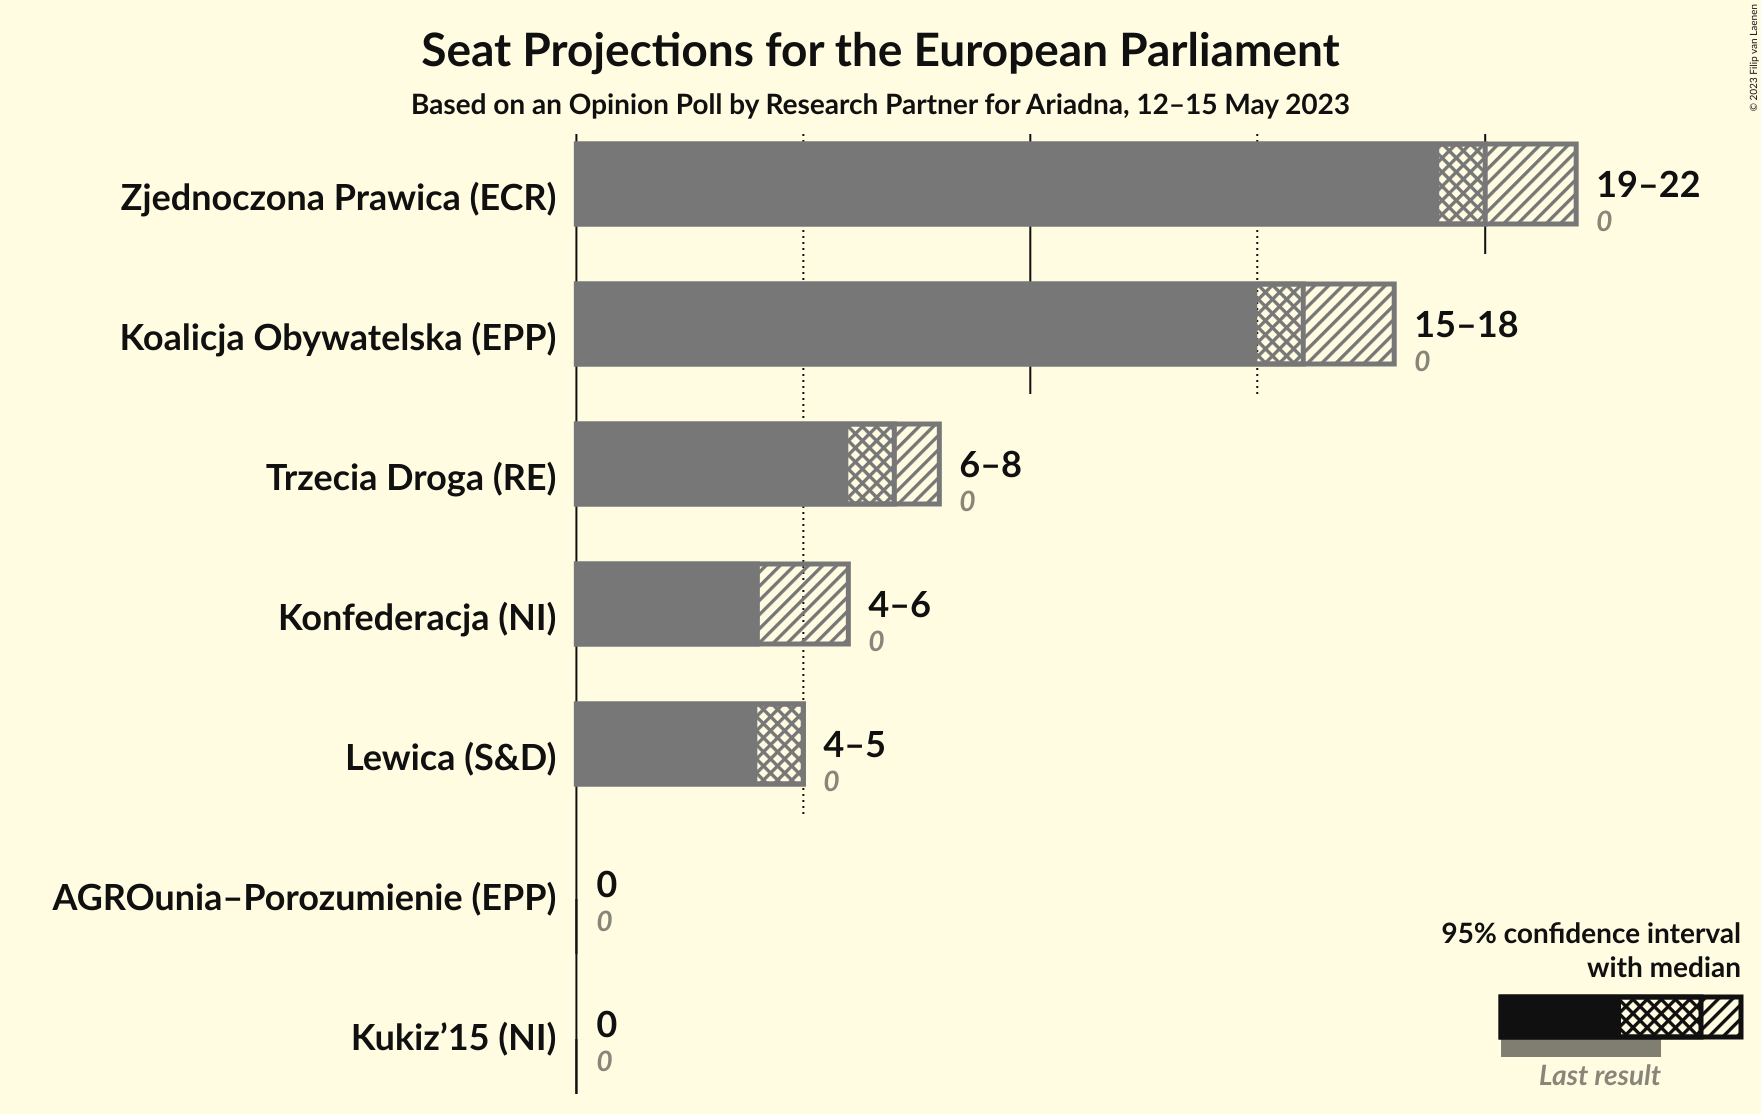 Seat Projections for the European Parliament
Based on an Opinion Poll by Research Partner for Ariadna, 12–15 May 2023
© 2023 Filip van Laenen
Zjednoczona Prawica (ECR)
19–22
0
Koalicja Obywatelska (EPP)
15–18
0
Trzecia Droga (RE)
6–8
0
Konfederacja (NI)
4–6
0
Lewica (S&D)
4–5
0
AGROunia–Porozumienie (EPP)
0
0
Kukiz’15 (NI)
0
0
95% confidence interval
with median
Last result